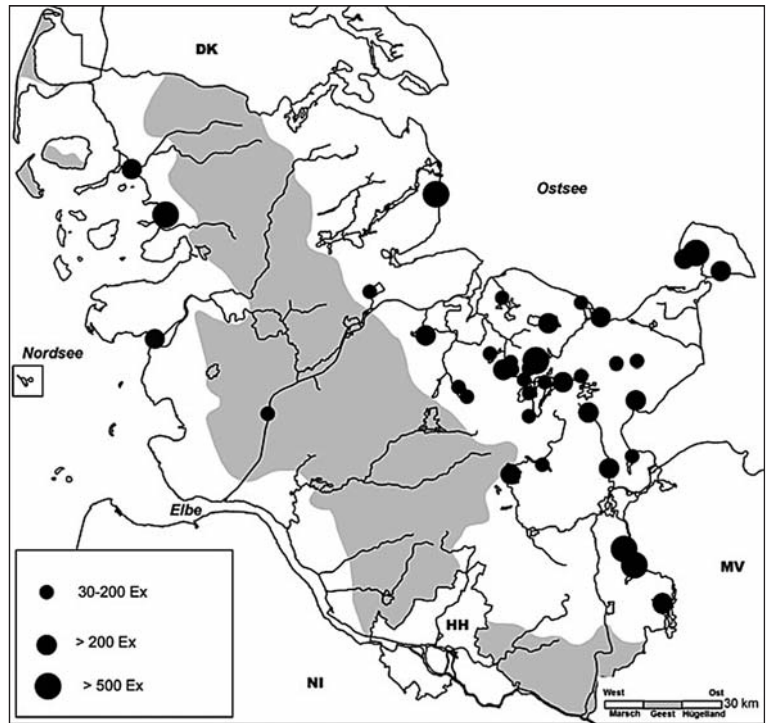 DK
Ostsee
Nordsee
Elbe
MV
HH
NI
30-200 Ex
> 200 Ex
> 500 Ex
West Ost
30 km
Marsch Geest Hügelland